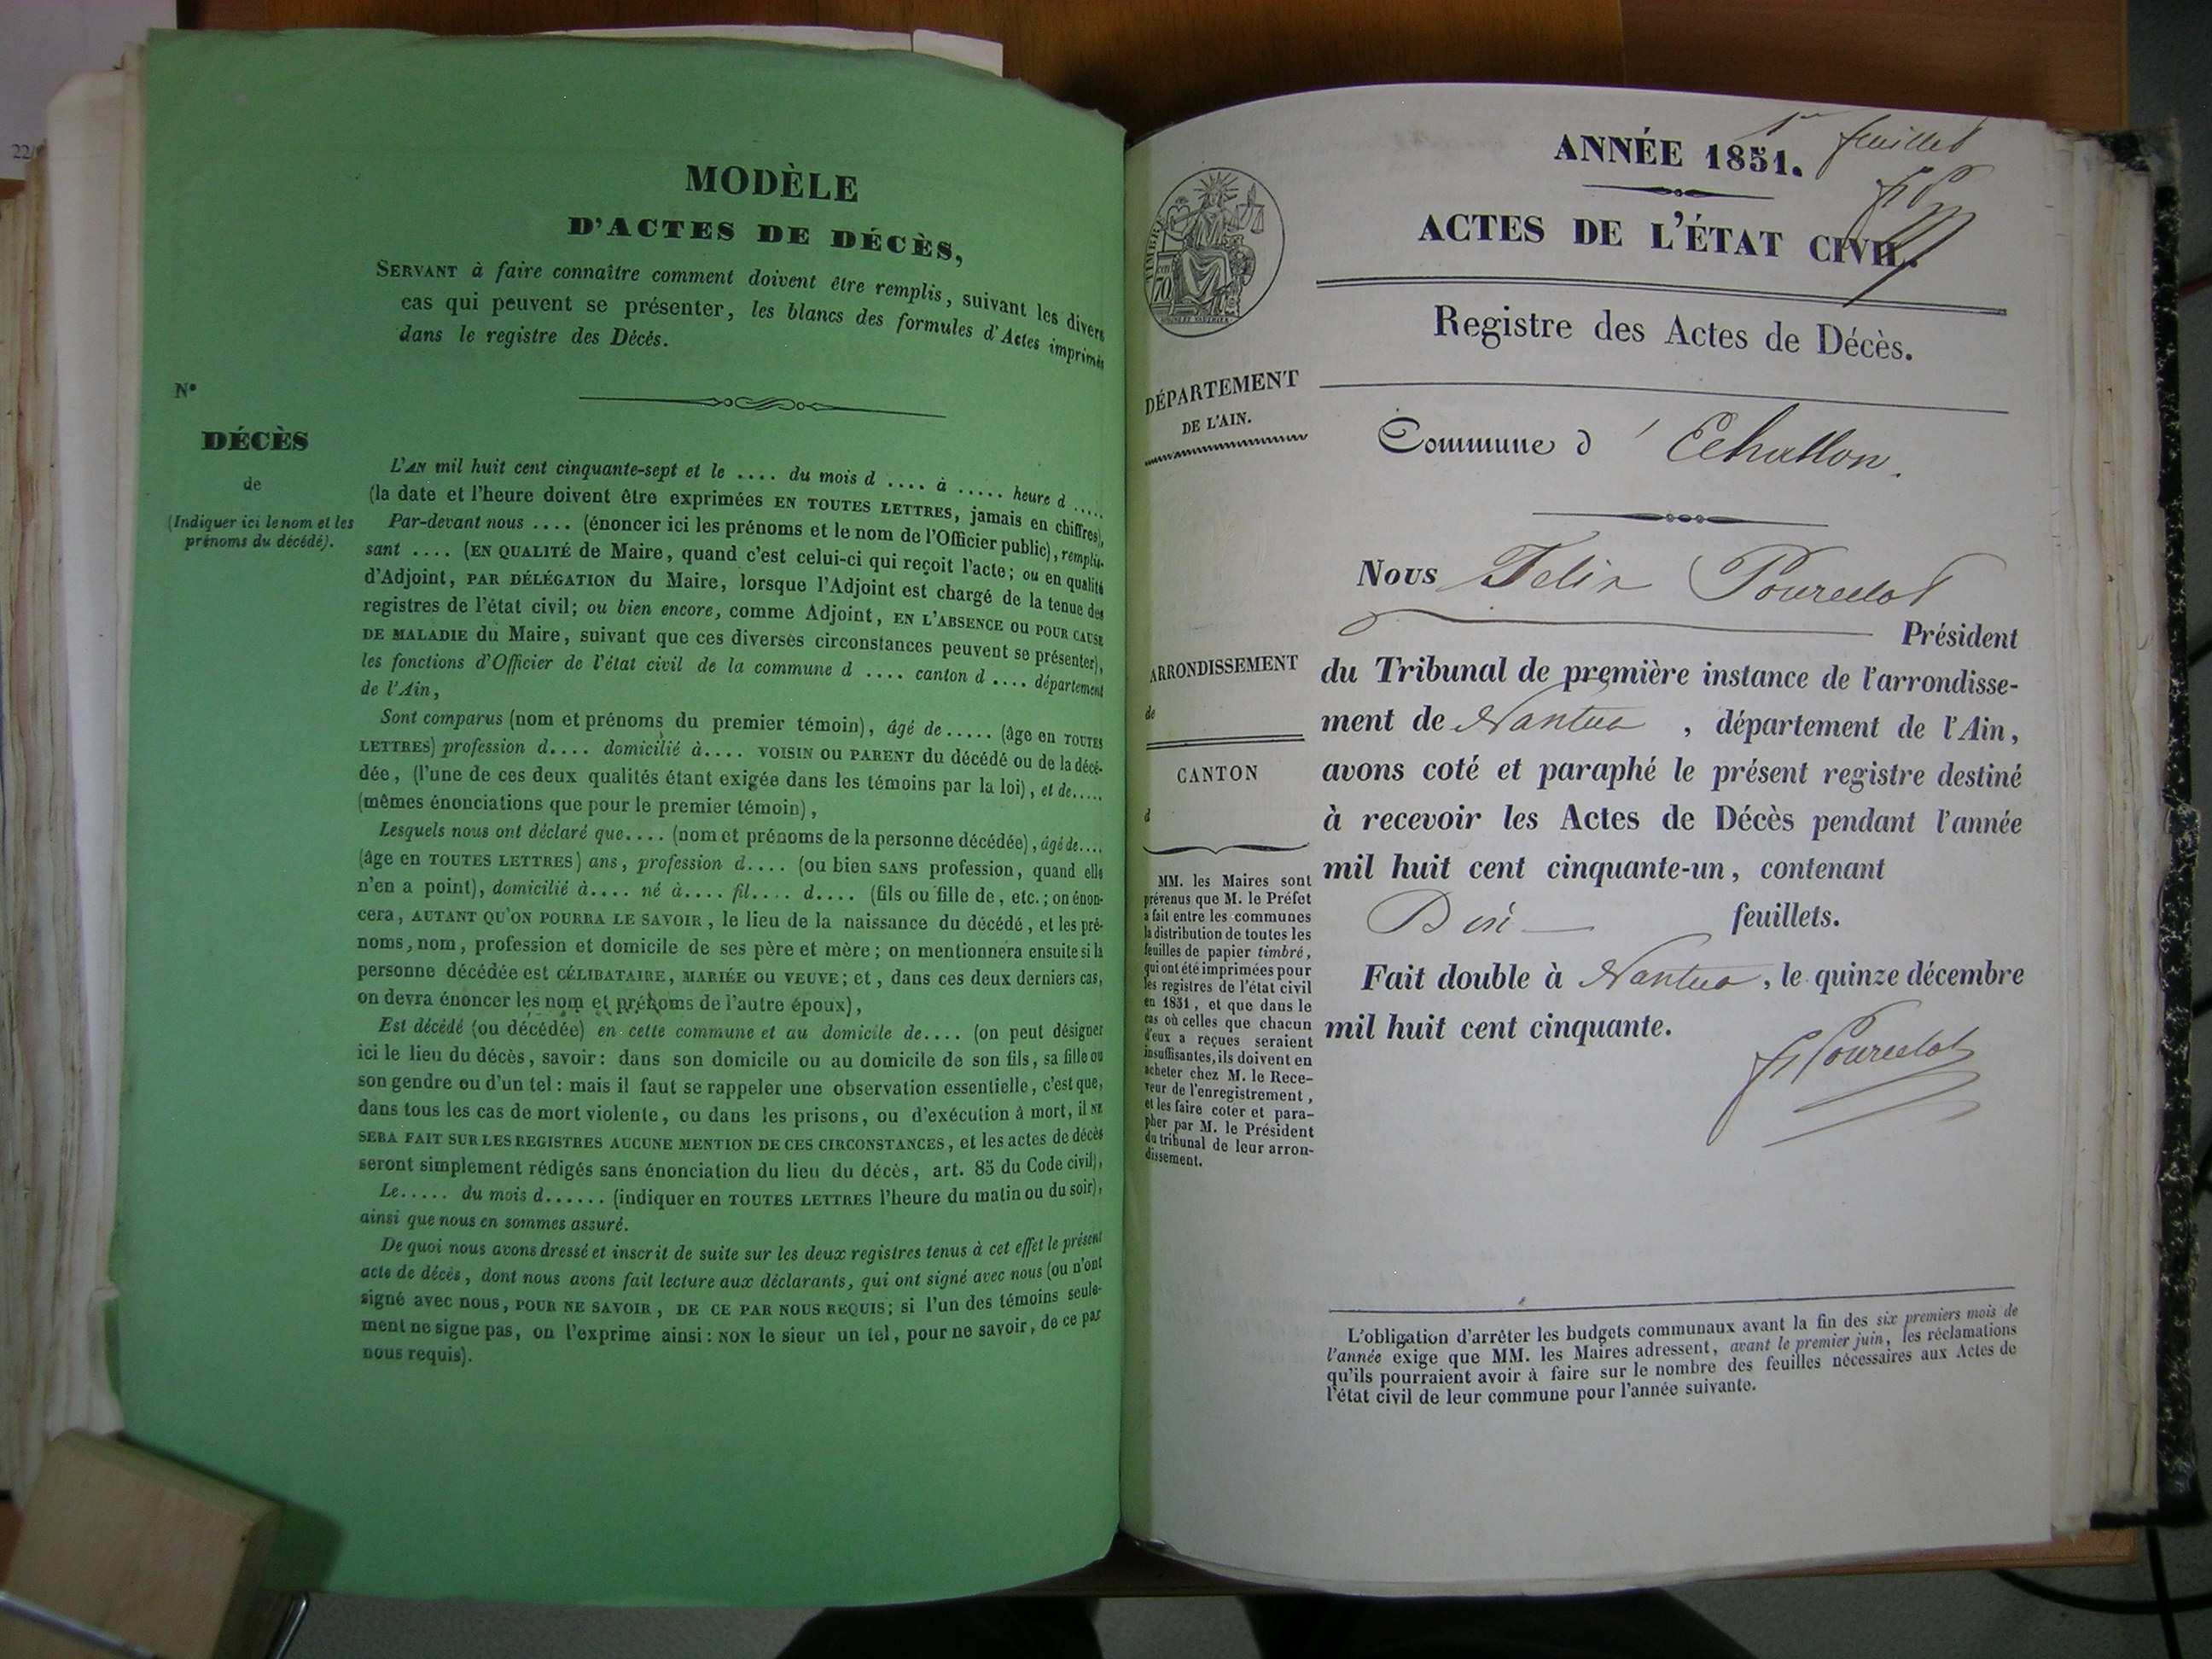 22
MODÈLE
D'ACTES DE DÉCÈS,
SERVANT à faire connaître comment doivent être remplis, suivant les divers
cas qui peuvent se présenter, les blancs des formules d'Actes imprimés
dans le registre des Décès.
N°
DÉCÈS
de
(Indiquer ici le nom et les
prénoms du décédé).
L'AN mil huit cent cinquante-sept et le .... du mois d .... à ..... heure d .....
(la date et l'heure doivent être exprimées EN TOUTES LETTRES, jamais en chiffres),
Par-devant nous .... (énoncer ici les prénoms et le nom de l'Officier public), remplis-
sant .... (EN QUALITÉ de Maire, quand c'est celui-ci qui reçoit l'acte; ou en qualité
d'Adjoint, PAR DÉLÉGATION du Maire, lorsque l'Adjoint est chargé de la tenue des
registres de l'état civil; ou bien encore, comme Adjoint, EN L'ABSENCE OU POUR CAUSE
DE MALADIE du Maire, suivant que ces diverses circonstances peuvent se présenter),
les fonctions d'Officier de l'état civil de la commune d .... canton d .... département
de l'Ain,
Sont comparus (nom et prénoms du premier témoin), âgé de ..... (âge en TOUTES
LETTRES) profession d.... domicilié à.... VOISIN OU PARENT du décédé ou de la décé-
dée, (l'une de ces deux qualités étant exigée dans les témoins par la loi), et de.....
(mêmes énonciations que pour le premier témoin),
Lesquels nous ont déclaré que.... (nom et prénoms de la personne décédée), âgé de....
(âge en TOUTES LETTRES) ans, profession d.... (ou bien SANS profession, quand elle
n'en a point), domicilié à.... né à.... fil.... d.... (fils ou fille de, etc.; on énon-
cera, AUTANT QU'ON POURRA LE SAVOIR, le lieu de la naissance du décédé, et les pré-
noms, nom, profession et domicile de ses père et mère; on mentionnera ensuite si la
personne décédée est CÉLIBATAIRE, MARIÉE OU VEUVE; et, dans ces deux derniers cas,
on devra énoncer les nom et prénoms de l'autre époux),
Est décédé (ou décédée) en cette commune et au domicile de.... (on peut désigner
ici le lieu du décès, savoir: dans son domicile ou au domicile de son fils, sa fille ou
son gendre ou d'un tel: mais il faut se rappeler une observation essentielle, c'est que,
dans tous les cas de mort violente, ou dans les prisons, ou d'exécution à mort, il NE
SERA FAIT SUR LES REGISTRES AUCUNE MENTION DE CES CIRCONSTANCES, et les actes de décès
seront simplement rédigés sans énonciation du lieu du décès, art. 85 du Code civil),
Le..... du mois d...... (indiquer en TOUTES LETTRES l'heure du matin ou du soir),
ainsi que nous en sommes assuré.
De quoi nous avons dressé et inscrit de suite sur les deux registres tenus à cet effet le présent
acte de décès, dont nous avons fait lecture aux déclarants, qui ont signé avec nous (ou n'ont
signé avec nous, POUR NE SAVOIR, DE CE PAR NOUS REQUIS; si l'un des témoins seule-
ment ne signe pas, on l'exprime ainsi: NON le sieur un tel, pour ne savoir, de ce par
nous requis).
1er feuillet
ANNÉE 1851.
ACTES DE L'ÉTAT CIVIL.
TIMBRE
70
Registre des Actes de Décès.
DÉPARTEMENT
DE L'AIN.
Commune d'Echallon.
Nous Felix Pourcelot
Président
du Tribunal de première instance de l'arrondisse-
ment de Nantua, département de l'Ain,
avons coté et paraphé le présent registre destiné
à recevoir les Actes de Décès pendant l'année
mil huit cent cinquante-un, contenant
feuillets.
Fait double à Nantua, le quinze décembre
mil huit cent cinquante.
F. Pourcelot
ARRONDISSEMENT
de
CANTON
d
MM. les Maires sont
prévenus que M. le Préfet
a fait entre les communes
la distribution de toutes les
feuilles de papier timbré,
qui ont été imprimées pour
les registres de l'état civil
en 1851, et que dans le
cas où celles que chacun
d'eux a reçues seraient
insuffisantes, ils doivent en
acheter chez M. le Rece-
veur de l'enregistrement,
et les faire coter et para-
pher par M. le Président
du tribunal de leur arron-
dissement.
L'obligation d'arrêter les budgets communaux avant la fin des six premiers mois de
l'année exige que MM. les Maires adressent, avant le premier juin, les réclamations
qu'ils pourraient avoir à faire sur le nombre des feuilles nécessaires aux Actes de
l'état civil de leur commune pour l'année suivante.